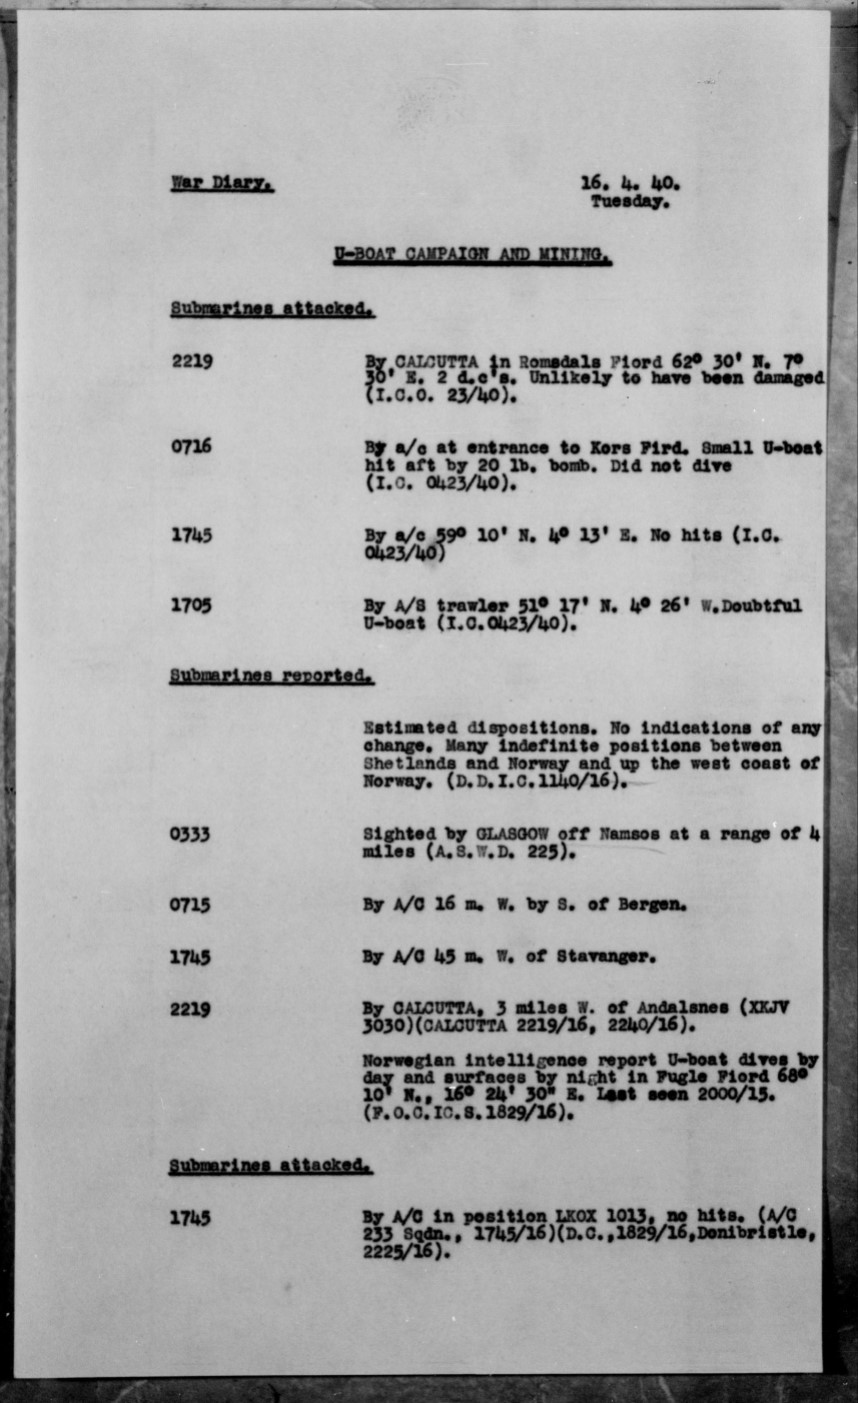 War Diary.
16. 4. 40.
Tuesday.
U-BOAT CAMPAIGN AND MINING.
Submarines attacked.
2219 By CALCUTTA in Romsdals Fiord 62° 30' N. 7°
30' E. 2 d.c's. Unlikely to have been damaged
(I.C.O. 23/40).
0716 By a/c at entrance to Kors Fird. Small U-boat
hit aft by 20 lb. bomb. Did not dive
(I.C. 0423/40).
1745 By a/c 59° 10' N. 4° 13' E. No hits (I.C.
0423/40)
1705 By A/S trawler 51° 17' N. 4° 26' W.Doubtful
U-boat (I.C.0423/40).
Submarines reported.
Estimated dispositions. No indications of any
change. Many indefinite positions between
Shetlands and Norway and up the west coast of
Norway. (D.D.I.C.1140/16).
0333 Sighted by GLASGOW off Namsos at a range of 4
miles (A.S.W.D. 225).
0715 By A/C 16 m. W. by S. of Bergen.
1745 By A/C 45 m. W. of Stavanger.
2219 By CALCUTTA, 3 miles W. of Andalsnes (XKJV
3030)(CALCUTTA 2219/16, 2240/16).
Norwegian intelligence report U-boat dives by
day and surfaces by night in Fugle Fiord 68°
10' N., 16° 24' 30" E. Last seen 2000/15.
(F.O.C.IC.S.1829/16).
Submarines attacked.
1745 By A/C in position LKOX 1013, no hits. (A/C
233 Sqdn., 1745/16)(D.C.,1829/16,Donibristle,
2225/16).